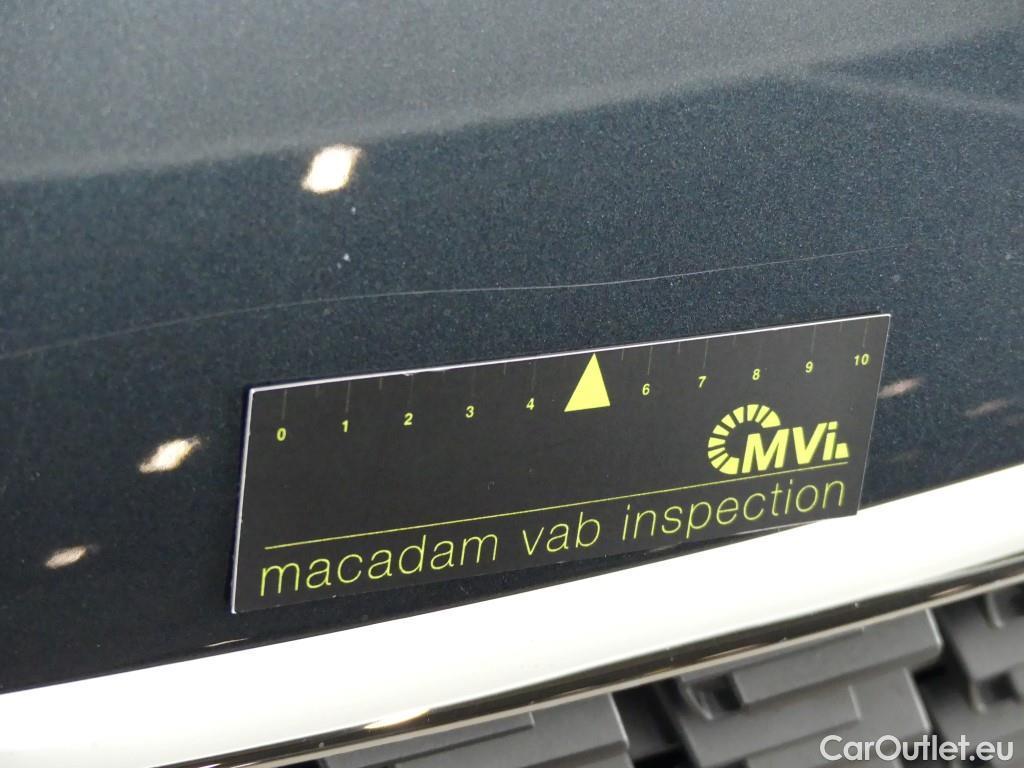 0 1 2 3 4 6 7 8 9 10
MVi
macadam vab inspection
CarOutlet.eu